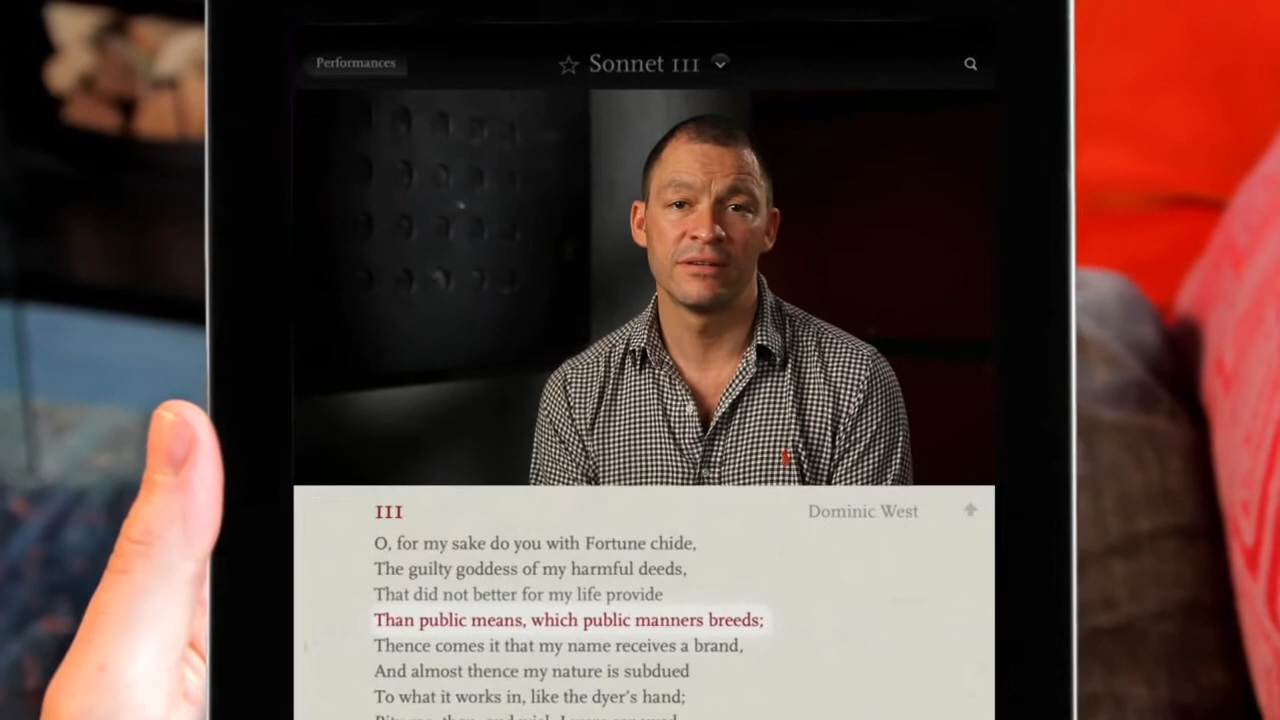 Performances
☆ Sonnet 111
111
Dominic West
O, for my sake do you with Fortune chide,
The guilty goddess of my harmful deeds,
That did not better for my life provide
Than public means, which public manners breeds;
Thence comes it that my name receives a brand,
And almost thence my nature is subdued
To what it works in, like the dyer's hand;